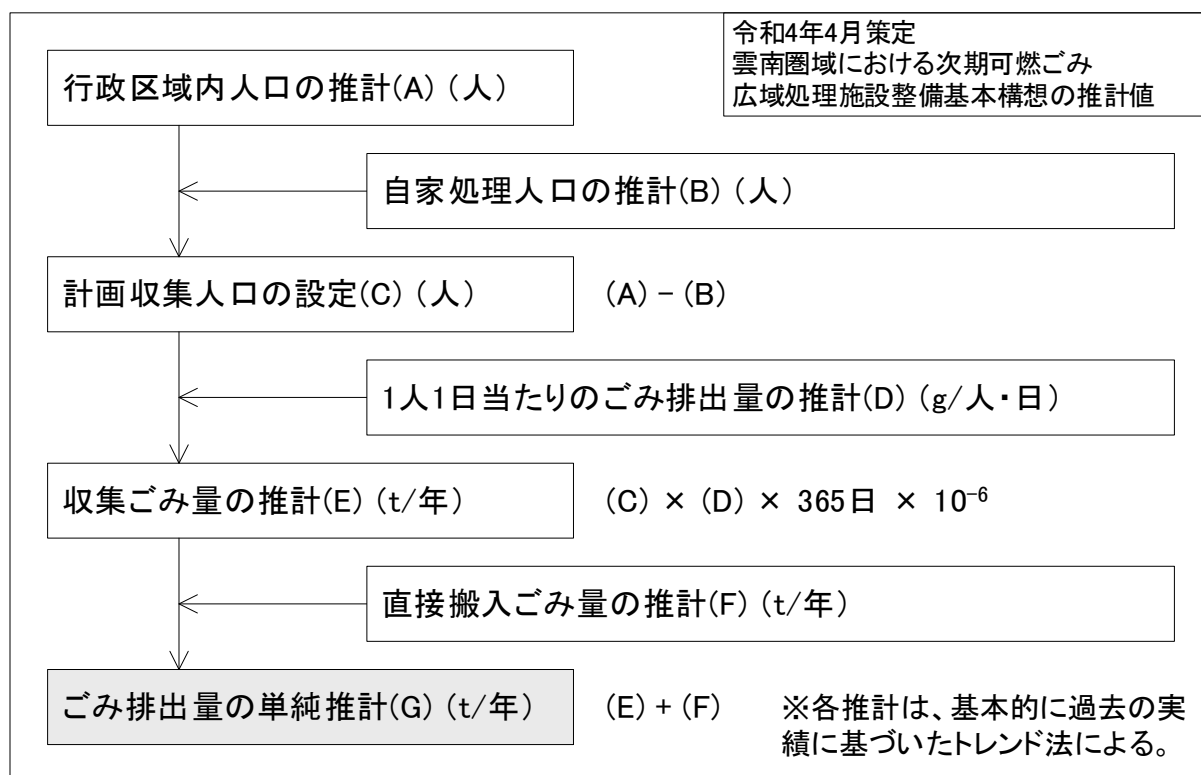 令和4年4月策定
雲南圏域における次期可燃ごみ
広域処理施設整備基本構想の推計値
行政区域内人口の推計(A) (人)
自家処理人口の推計(B) (人)
計画収集人口の設定(C) (人)
(A) − (B)
1人1日当たりのごみ排出量の推計(D) (g/人・日)
収集ごみ量の推計(E) (t/年)
(C) × (D) × 365日 × 10⁻⁶
直接搬入ごみ量の推計(F) (t/年)
ごみ排出量の単純推計(G) (t/年)
(E) + (F)
※各推計は、基本的に過去の実
績に基づいたトレンド法による。